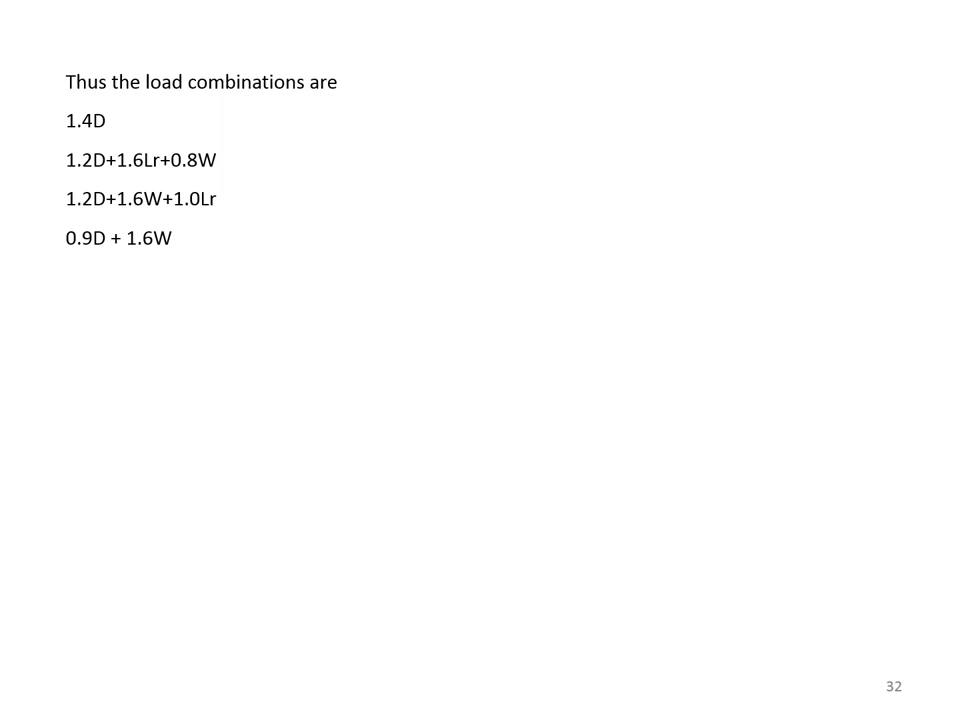 Thus the load combinations are
1.4D
1.2D+1.6Lr+0.8W
1.2D+1.6W+1.0Lr
0.9D + 1.6W
32